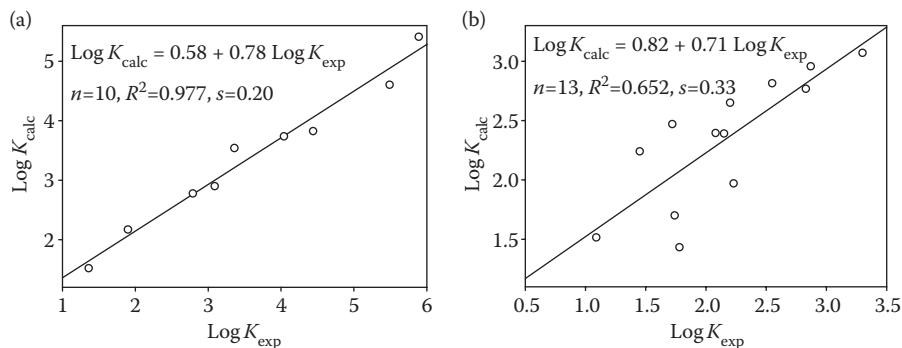 (a)
Log K_calc = 0.58 + 0.78 Log K_exp
n=10, R²=0.977, s=0.20
Log K_calc
5
4
3
2
1 2 3 4 5 6
Log K_exp
(b)
Log K_calc = 0.82 + 0.71 Log K_exp
n=13, R²=0.652, s=0.33
Log K_calc
3.0
2.5
2.0
1.5
0.5 1.0 1.5 2.0 2.5 3.0 3.5
Log K_exp